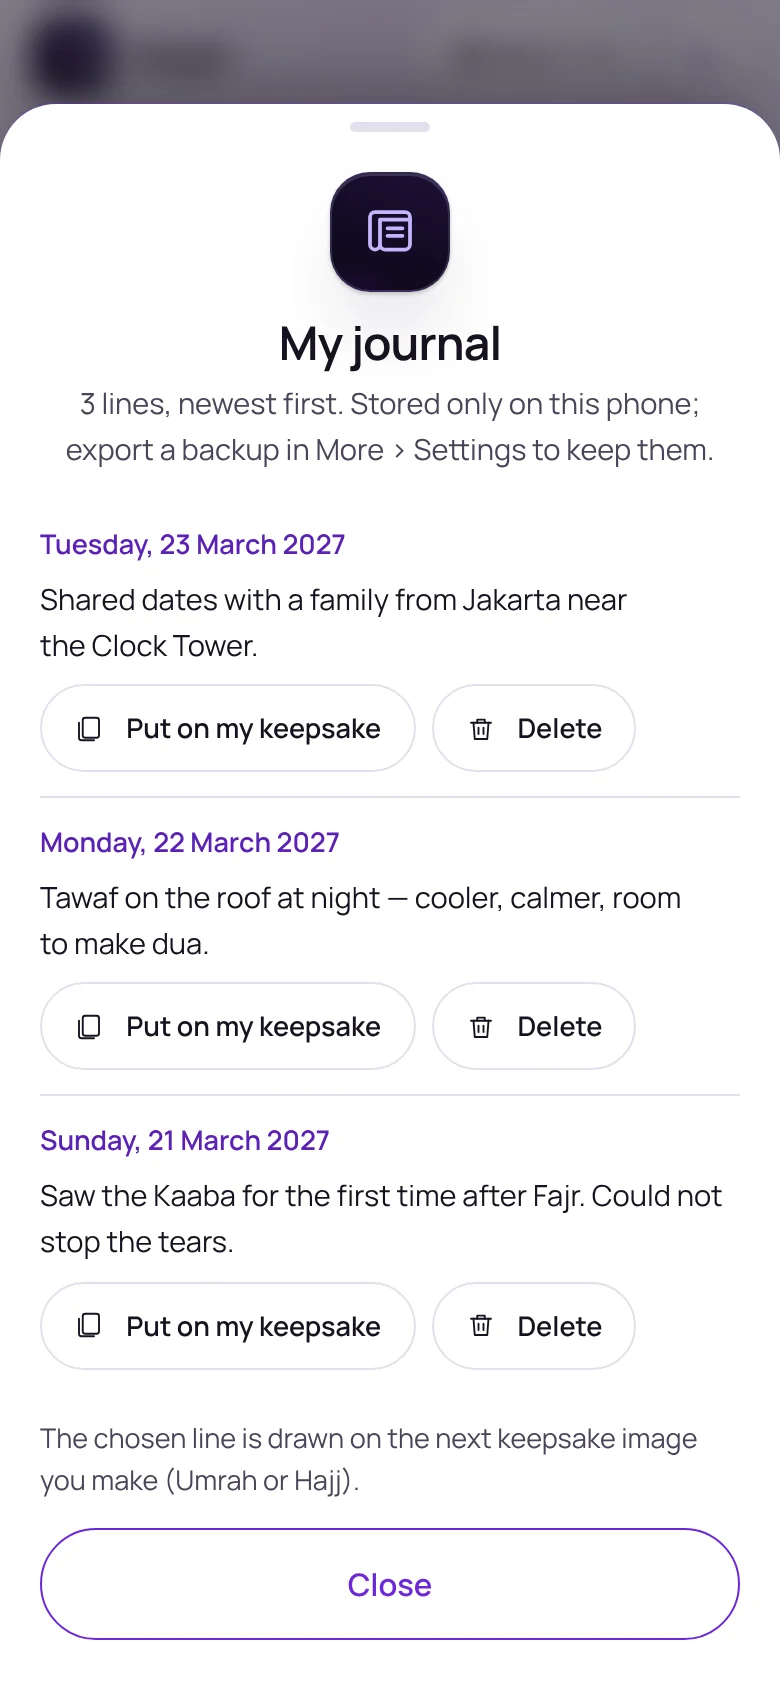 My journal
3 lines, newest first. Stored only on this phone;
export a backup in More > Settings to keep them.
Tuesday, 23 March 2027
Shared dates with a family from Jakarta near
the Clock Tower.
Put on my keepsake
Delete
Monday, 22 March 2027
Tawaf on the roof at night — cooler, calmer, room
to make dua.
Put on my keepsake
Delete
Sunday, 21 March 2027
Saw the Kaaba for the first time after Fajr. Could not
stop the tears.
Put on my keepsake
Delete
The chosen line is drawn on the next keepsake image
you make (Umrah or Hajj).
Close